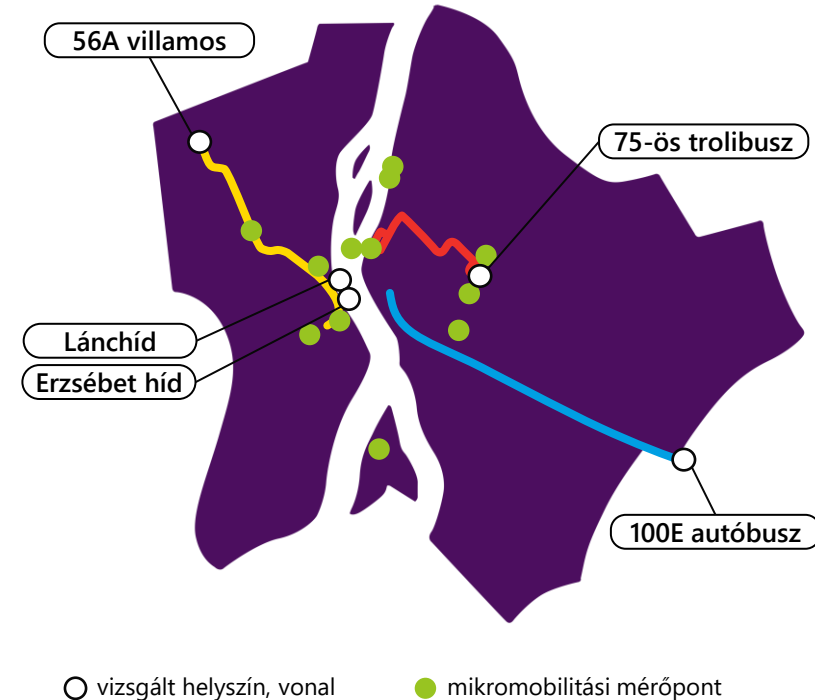 56A villamos
75-ös trolibusz
Lánchíd
Erzsébet híd
100E autóbusz
vizsgált helyszín, vonal
mikromobilitási mérőpont